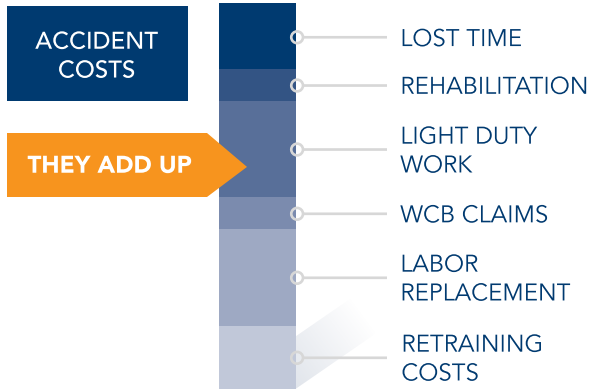 ACCIDENT
COSTS
THEY ADD UP
LOST TIME
REHABILITATION
LIGHT DUTY
WORK
WCB CLAIMS
LABOR
REPLACEMENT
RETRAINING
COSTS